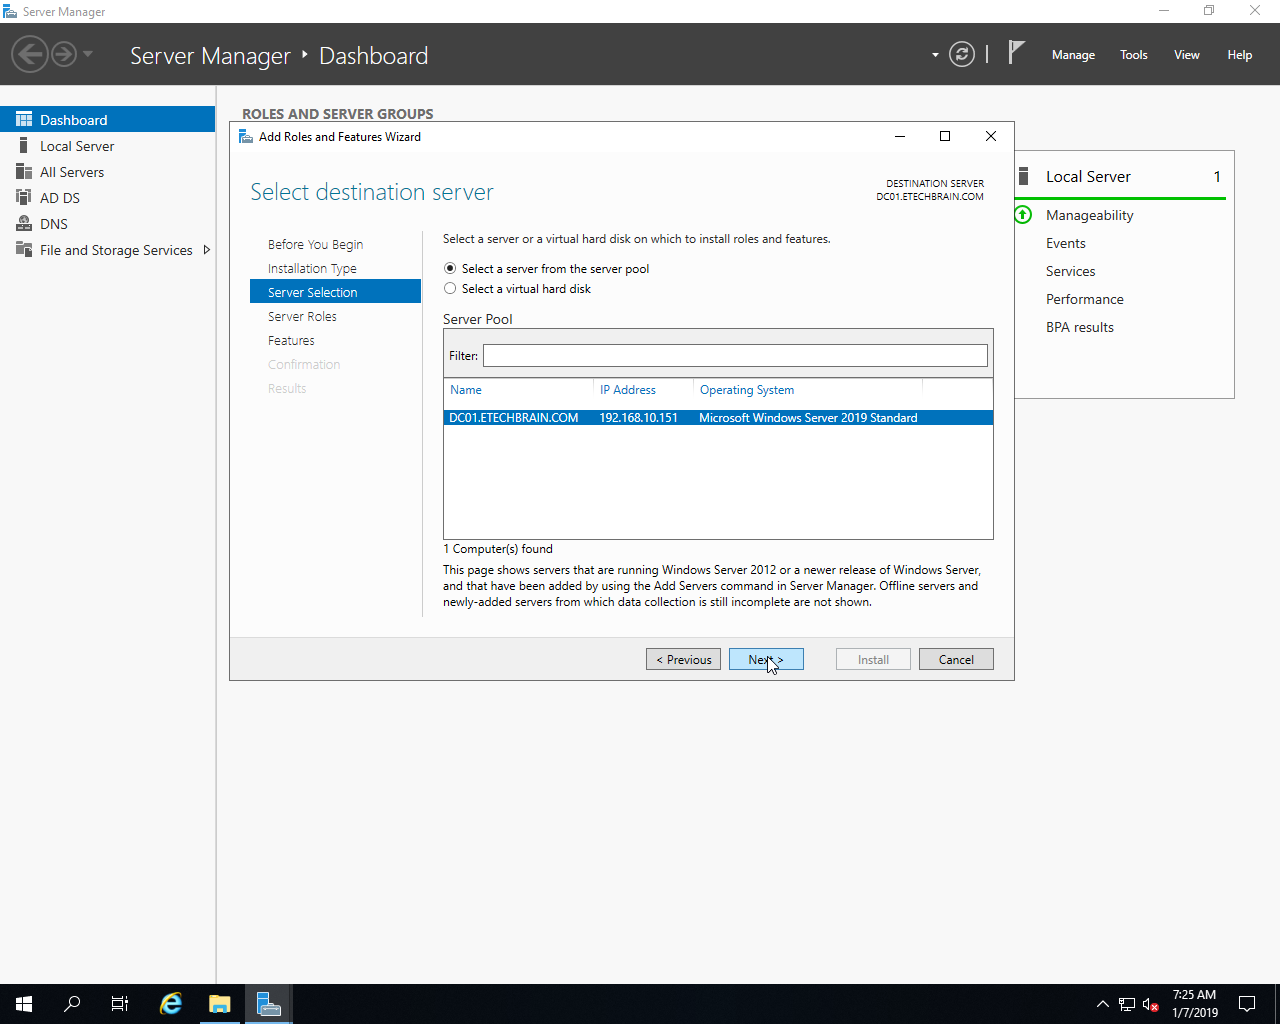 Server Manager
Server Manager ‣ Dashboard
Manage
Tools
View
Help
Dashboard
Local Server
All Servers
AD DS
DNS
File and Storage Services
ROLES AND SERVER GROUPS
Add Roles and Features Wizard
Select destination server
DESTINATION SERVER
DC01.ETECHBRAIN.COM
Before You Begin
Installation Type
Server Selection
Server Roles
Features
Confirmation
Results
Select a server or a virtual hard disk on which to install roles and features.
Select a server from the server pool
Select a virtual hard disk
Server Pool
Filter:
Name IP Address Operating System
DC01.ETECHBRAIN.COM 192.168.10.151 Microsoft Windows Server 2019 Standard
1 Computer(s) found
This page shows servers that are running Windows Server 2012 or a newer release of Windows Server,
and that have been added by using the Add Servers command in Server Manager. Offline servers and
newly-added servers from which data collection is still incomplete are not shown.
< Previous
Next >
Install
Cancel
Local Server 1
Manageability
Events
Services
Performance
BPA results
7:25 AM
1/7/2019